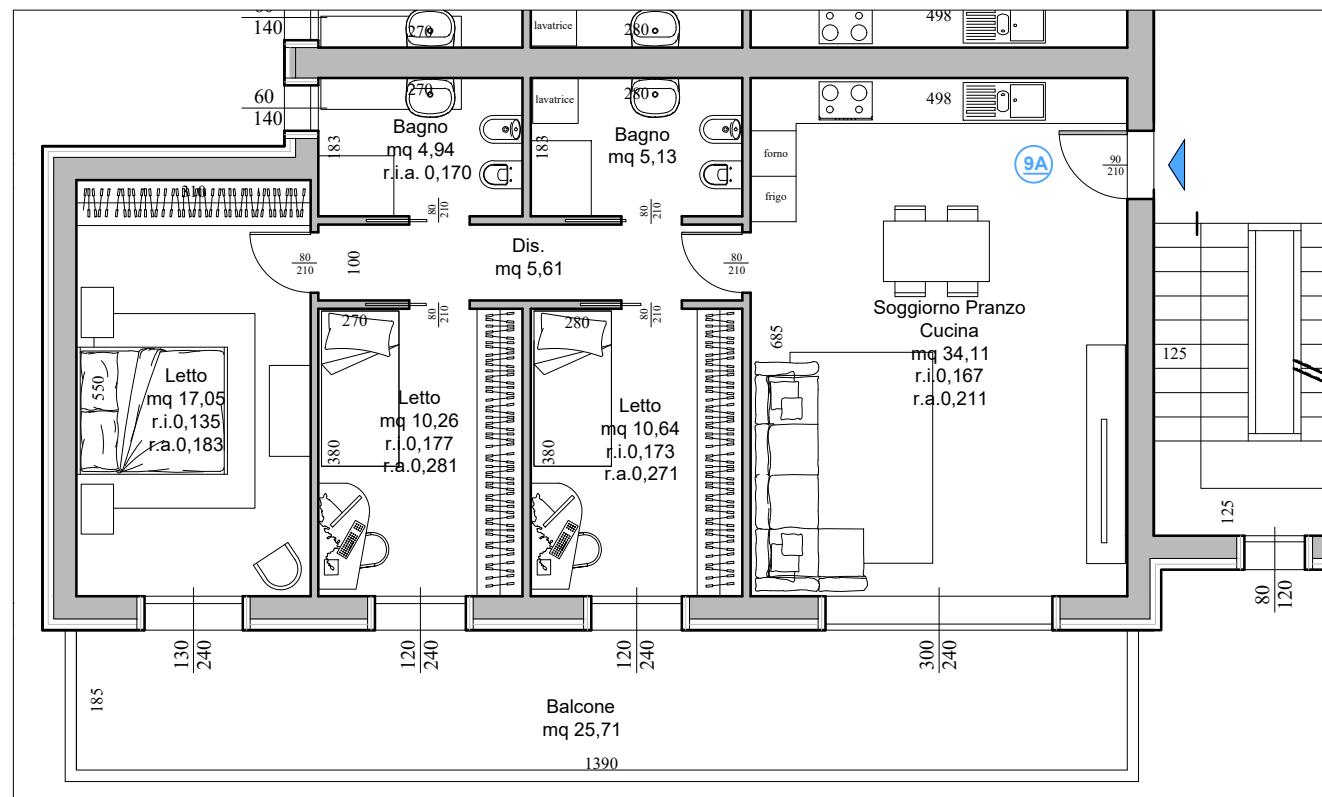 140
270
lavatrice
280
498
60
140
270
lavatrice
280
498
Bagno
mq 4,94
r.i.a. 0,170
183
Bagno
mq 5,13
183
forno
frigo
9A
90
210
310
80
210
80
210
80
210
100
Dis.
mq 5,61
80
210
80
210
80
210
270
280
Soggiorno Pranzo
Cucina
mq 34,11
r.i.0,167
r.a.0,211
685
125
Letto
mq 17,05
r.i.0,135
r.a.0,183
550
Letto
mq 10,26
r.i.0,177
r.a.0,281
380
Letto
mq 10,64
r.i.0,173
r.a.0,271
380
125
80
120
130
240
120
240
120
240
300
240
185
Balcone
mq 25,71
1390